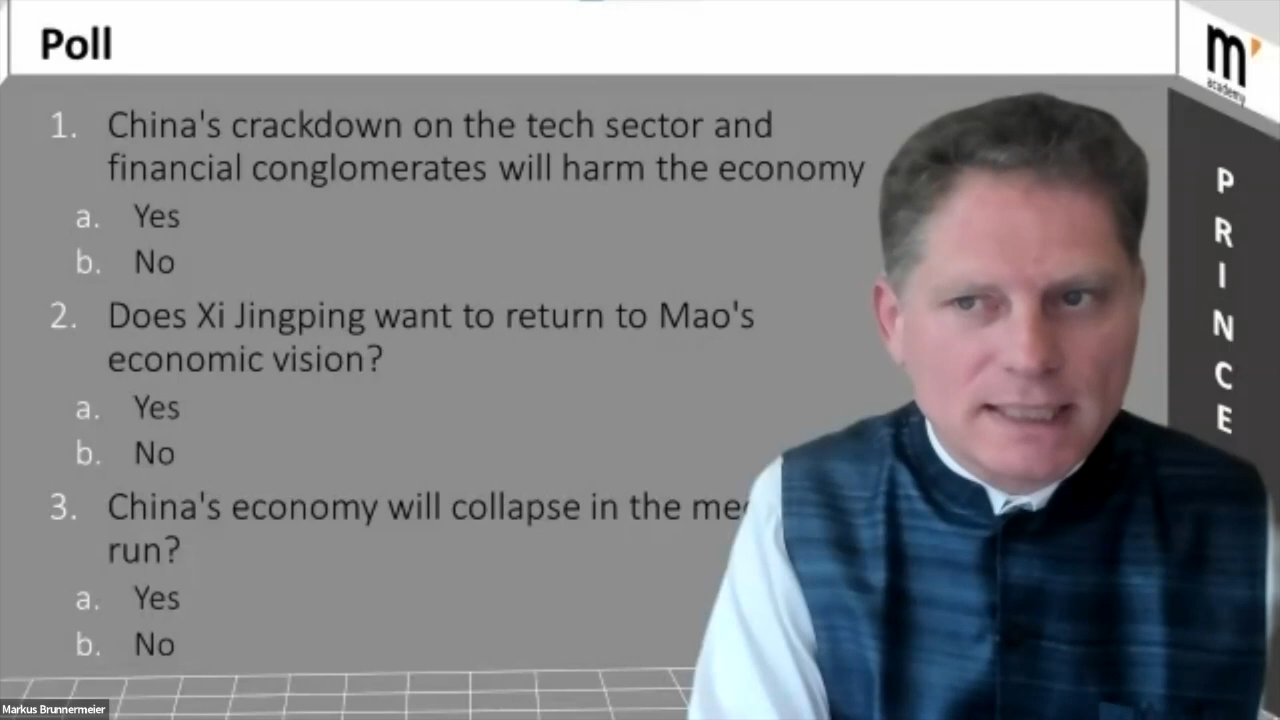 Poll
m'
academy
1. China's crackdown on the tech sector and
financial conglomerates will harm the economy
a. Yes
b. No
2. Does Xi Jingping want to return to Mao's
economic vision?
a. Yes
b. No
3. China's economy will collapse in the
run?
a. Yes
b. No
PRINCE
Markus Brunnermeier